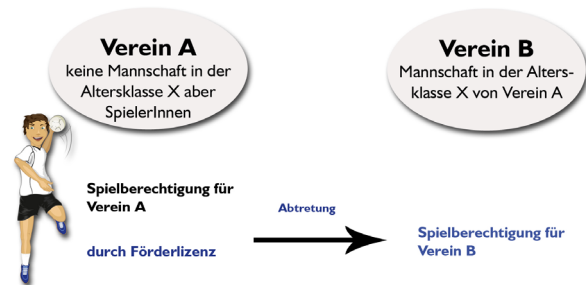 Verein A
keine Mannschaft in der
Altersklasse X aber
SpielerInnen
Verein B
Mannschaft in der Alters-
klasse X von Verein A
Spielberechtigung für
Verein A
durch Förderlizenz
Abtretung
Spielberechtigung für
Verein B